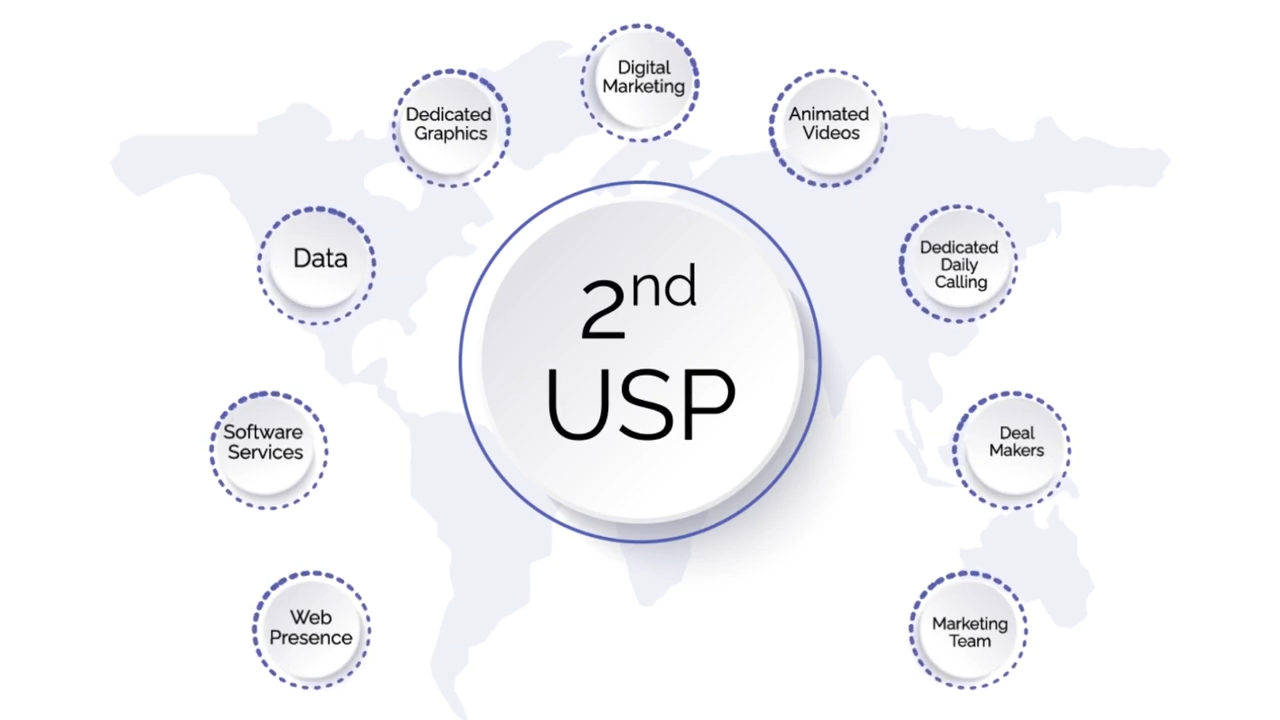 Digital
Marketing
Dedicated
Graphics
Animated
Videos
Data
Dedicated
Daily
Calling
2nd
USP
Software
Services
Deal
Makers
Web
Presence
Marketing
Team